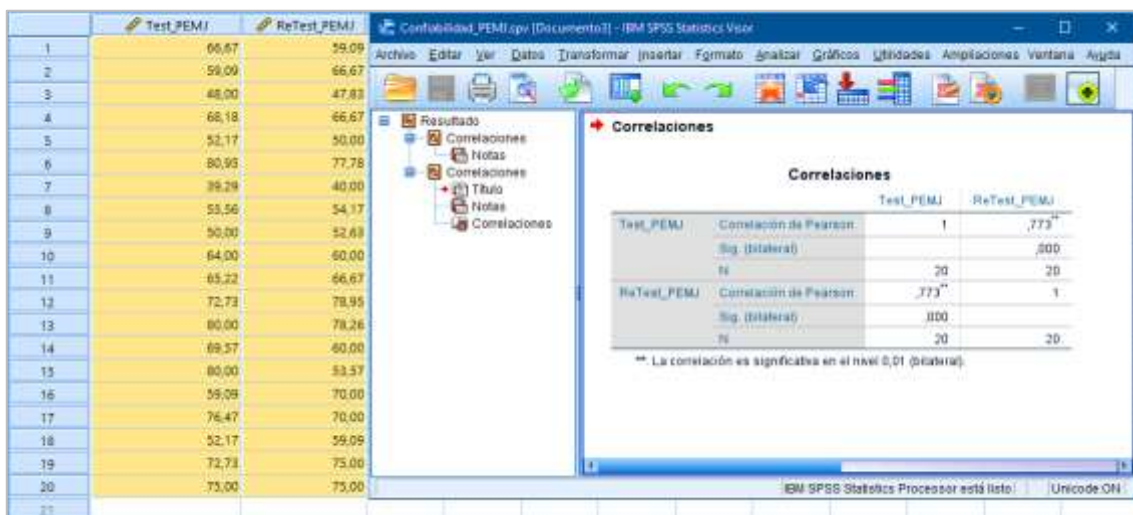 Test_PEMJ ReTest_PEMJ
1 66,67 59,09
2 59,09 66,67
3 48,00 47,83
4 68,18 66,67
5 52,17 50,00
6 80,95 77,78
7 39,29 40,00
8 55,56 54,17
9 50,00 52,63
10 64,00 60,00
11 65,22 66,67
12 72,73 78,95
13 80,00 78,26
14 69,57 60,00
15 80,00 53,57
16 59,09 70,00
17 76,47 70,00
18 52,17 59,09
19 72,73 75,00
20 75,00 75,00
21
Confiabilidad_PEMJ.spv [Documento3] - IBM SPSS Statistics Visor
Archivo Editar Ver Datos Transformar Insertar Formato Analizar Gráficos Utilidades Ampliaciones Ventana Ayuda
Resultado
Correlaciones
Notas
Correlaciones
Título
Notas
Correlaciones
Correlaciones
Correlaciones
Test_PEMJ ReTest_PEMJ
Test_PEMJ Correlación de Pearson 1 ,773**
Sig. (bilateral) ,000
N 20 20
ReTest_PEMJ Correlación de Pearson ,773** 1
Sig. (bilateral) ,000
N 20 20
**. La correlación es significativa en el nivel 0,01 (bilateral).
IBM SPSS Statistics Processor está listo Unicode:ON